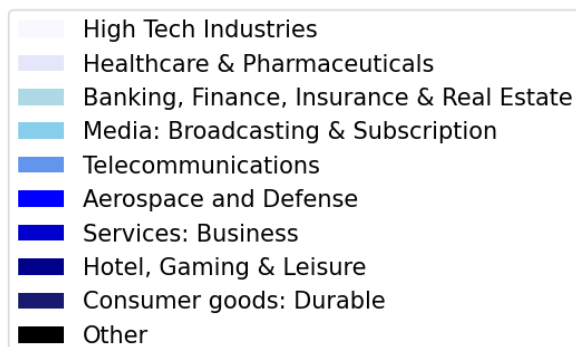 High Tech Industries
Healthcare & Pharmaceuticals
Banking, Finance, Insurance & Real Estate
Media: Broadcasting & Subscription
Telecommunications
Aerospace and Defense
Services: Business
Hotel, Gaming & Leisure
Consumer goods: Durable
Other